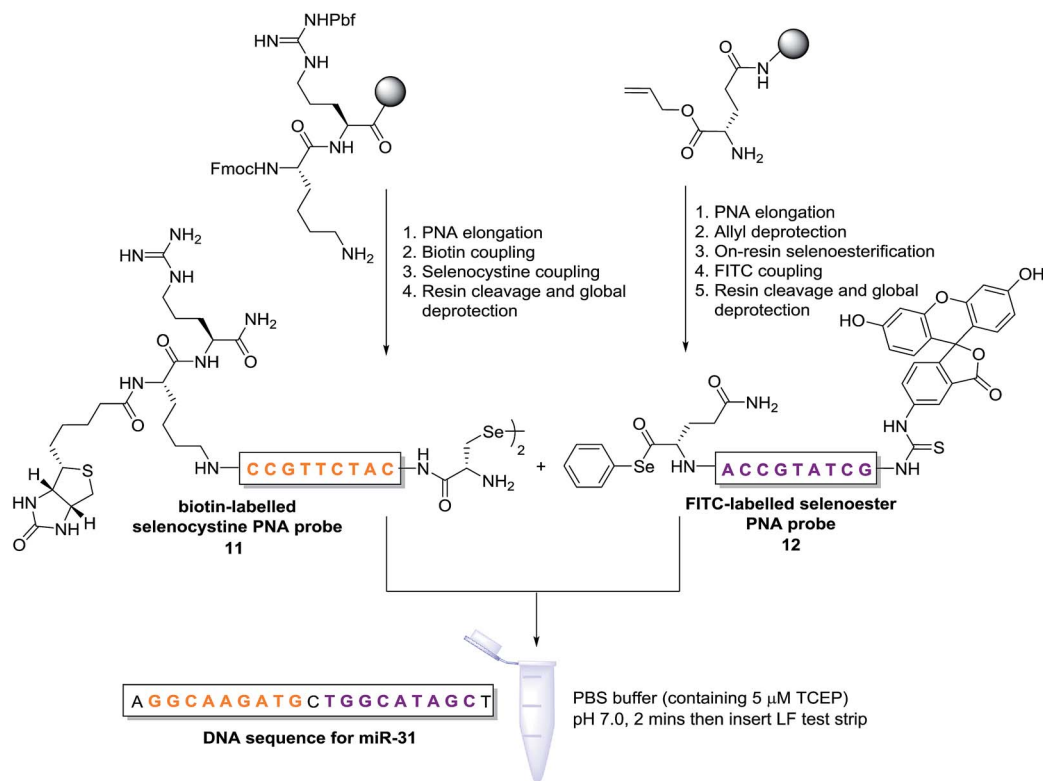 NHPbf
HN
NH
O
N
H
O
FmocHN
NH2
O
N
H
O
O
NH2
1. PNA elongation
2. Biotin coupling
3. Selenocystine coupling
4. Resin cleavage and global
deprotection
1. PNA elongation
2. Allyl deprotection
3. On-resin selenoesterification
4. FITC coupling
5. Resin cleavage and global
deprotection
NH2
HN
NH
O
NH2
O
N
H
O
H
N
O
HN
CCGTTCTAC
NH
O
NH2
Se
2
S
H
H
HN
NH
O
+
O
NH2
O
Se
N
H
ACCGTATCG
NH
S
NH
HO
O
OH
O
O
biotin-labelled
selenocystine PNA probe
11
FITC-labelled selenoester
PNA probe
12
AGGCAAGATGCTGGCATAGCT
DNA sequence for miR-31
PBS buffer (containing 5 μM TCEP)
pH 7.0, 2 mins then insert LF test strip